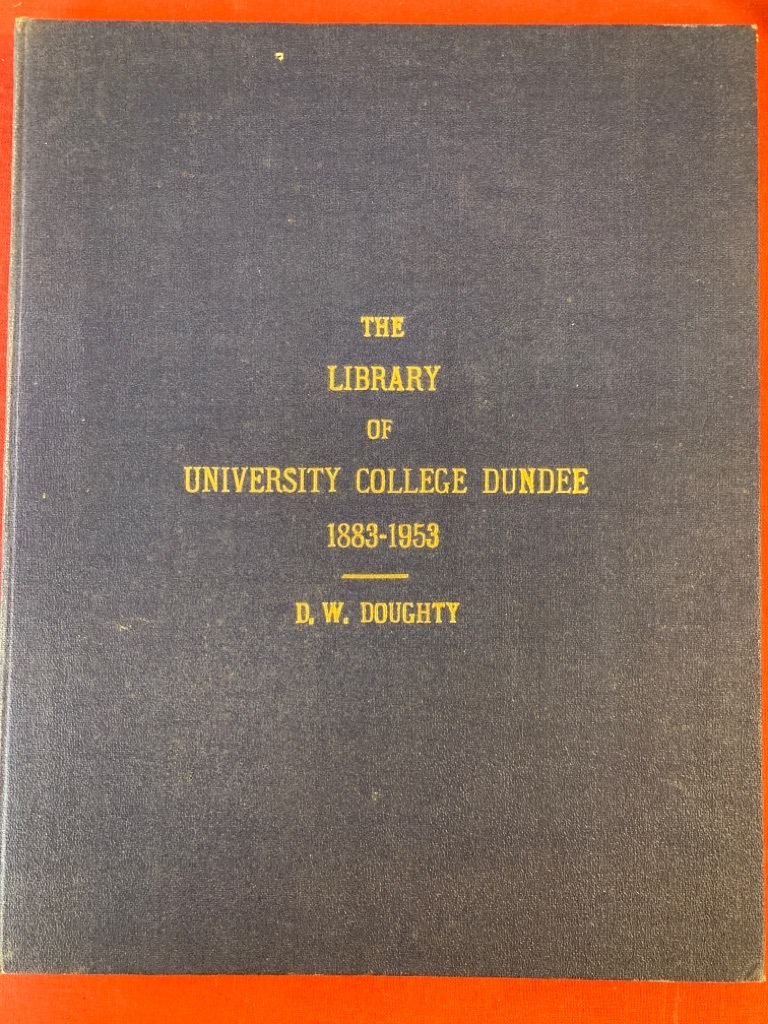 THE
LIBRARY
OF
UNIVERSITY COLLEGE DUNDEE
1883-1953
D. W. DOUGHTY